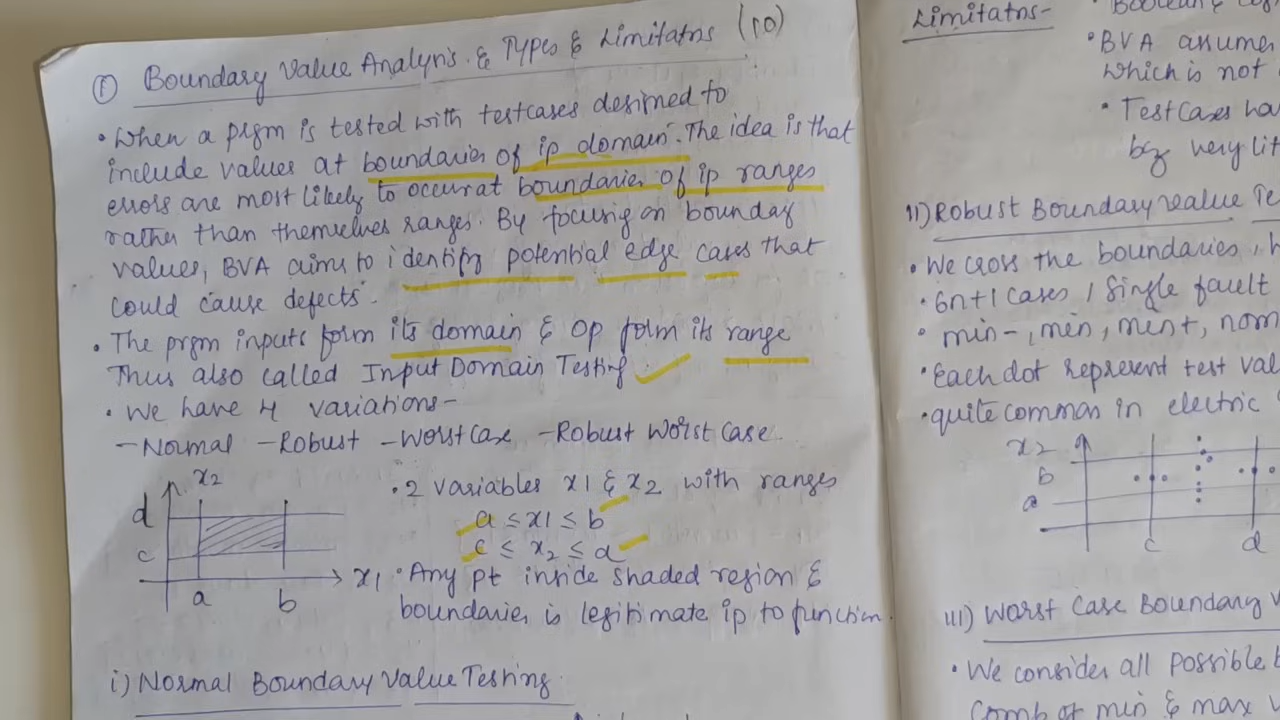 ① Boundary Value Analysis & Types & Limitatns (10)
• When a prgm is tested with testcases designed to
include values at boundaries of ip domain. The idea is that
errors are most likely to occur at boundaries of ip ranges
rather than themselves ranges. By focusing on boundary
values, BVA aims to identify potential edge cases that
could cause defects.
• The prgm inputs form its domain & op form its range
Thus also called Input Domain Testing
• We have 4 variations-
-Normal -Robust -Worst case -Robust Worst case
x2
d
c
x1
a b
• 2 variables x1 & x2 with ranges
a ≤ x1 ≤ b
c ≤ x2 ≤ d
• Any pt inside shaded region &
boundaries is legitimate ip to function.
i) Normal Boundary Value Testing
Limitatns-
• BVA
which is not
• Test Cases
by very
ii) Robust Boundary Value
• We cross the boundaries,
• 6n+1 cases, single fault
• min-, min, min+, nom
• Each dot represent test
• quite common in electric
x2
b
a
c d
iii) Worst Case Boundary
• We consider all possible
Comb of min & max